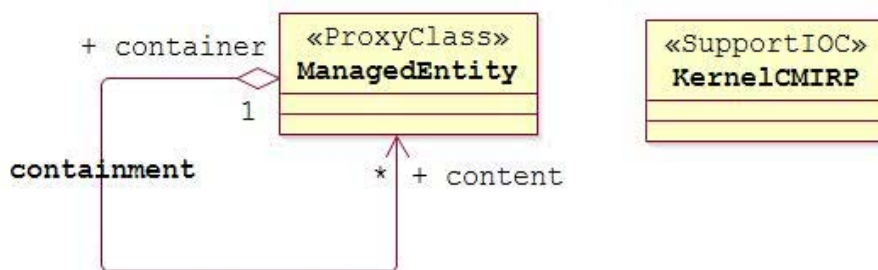 + container
«ProxyClass»
ManagedEntity
1
containment
* + content
«SupportIOC»
KernelCMIRP